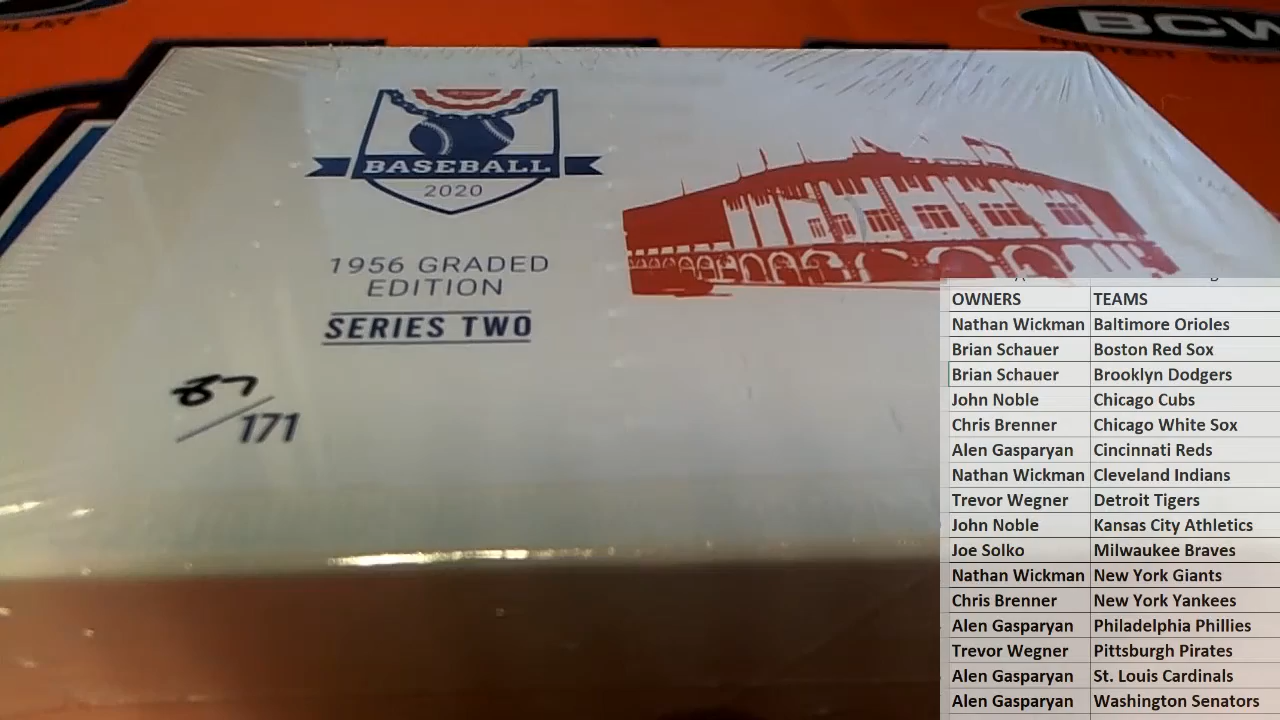 PLAY™
BCW
BASEBALL
2020
1956 GRADED
EDITION
SERIES TWO
87/171
OWNERS TEAMS
Nathan Wickman Baltimore Orioles
Brian Schauer Boston Red Sox
Brian Schauer Brooklyn Dodgers
John Noble Chicago Cubs
Chris Brenner Chicago White Sox
Alen Gasparyan Cincinnati Reds
Nathan Wickman Cleveland Indians
Trevor Wegner Detroit Tigers
John Noble Kansas City Athletics
Joe Solko Milwaukee Braves
Nathan Wickman New York Giants
Chris Brenner New York Yankees
Alen Gasparyan Philadelphia Phillies
Trevor Wegner Pittsburgh Pirates
Alen Gasparyan St. Louis Cardinals
Alen Gasparyan Washington Senators